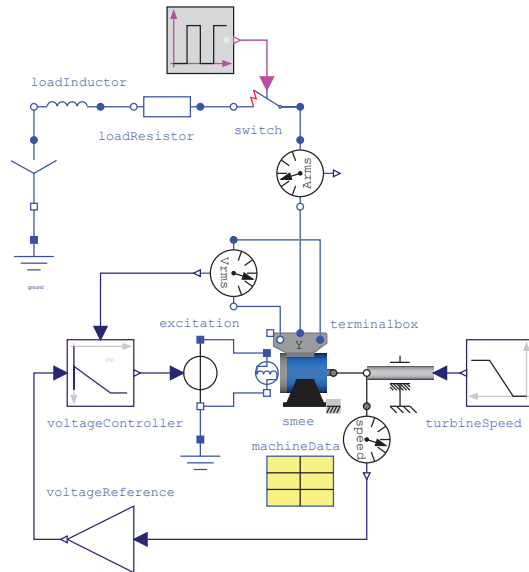 loadInductor
loadResistor
switch
Arms
Vrms
ground
excitation
terminalbox
Y
voltageController
smee
turbineSpeed
speed
machineData
voltageReference